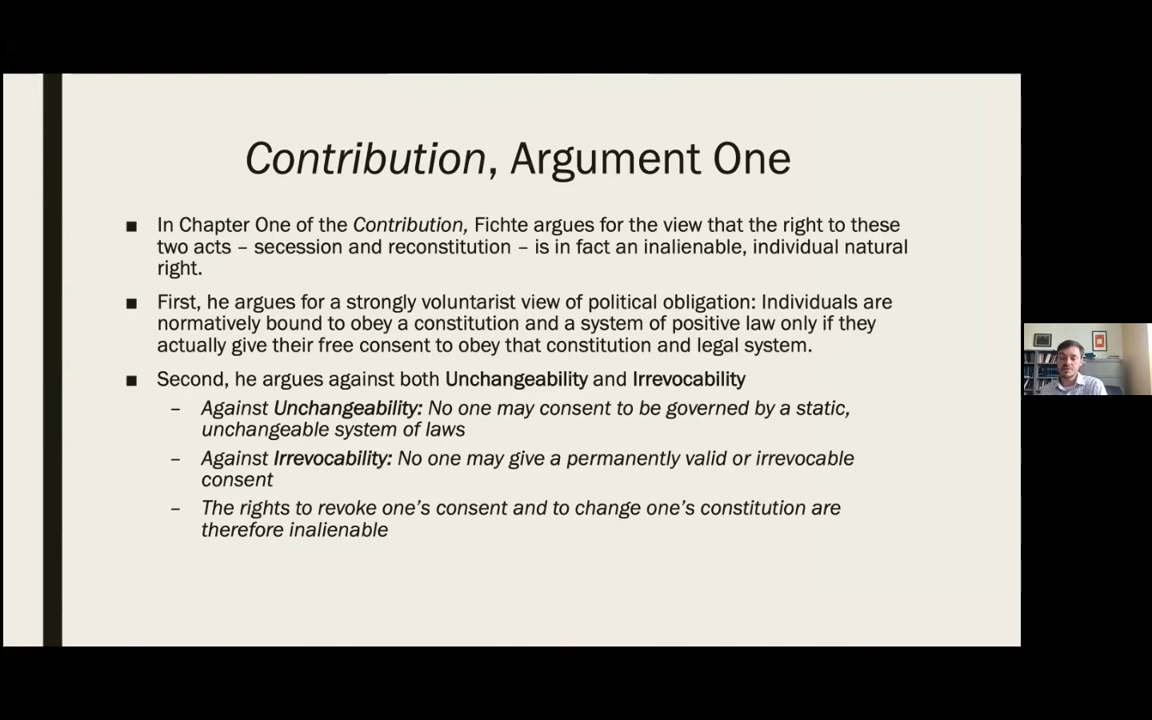 Contribution, Argument One
■ In Chapter One of the Contribution, Fichte argues for the view that the right to these
two acts – secession and reconstitution – is in fact an inalienable, individual natural
right.
■ First, he argues for a strongly voluntarist view of political obligation: Individuals are
normatively bound to obey a constitution and a system of positive law only if they
actually give their free consent to obey that constitution and legal system.
■ Second, he argues against both Unchangeability and Irrevocability
– Against Unchangeability: No one may consent to be governed by a static,
unchangeable system of laws
– Against Irrevocability: No one may give a permanently valid or irrevocable
consent
– The rights to revoke one’s consent and to change one’s constitution are
therefore inalienable